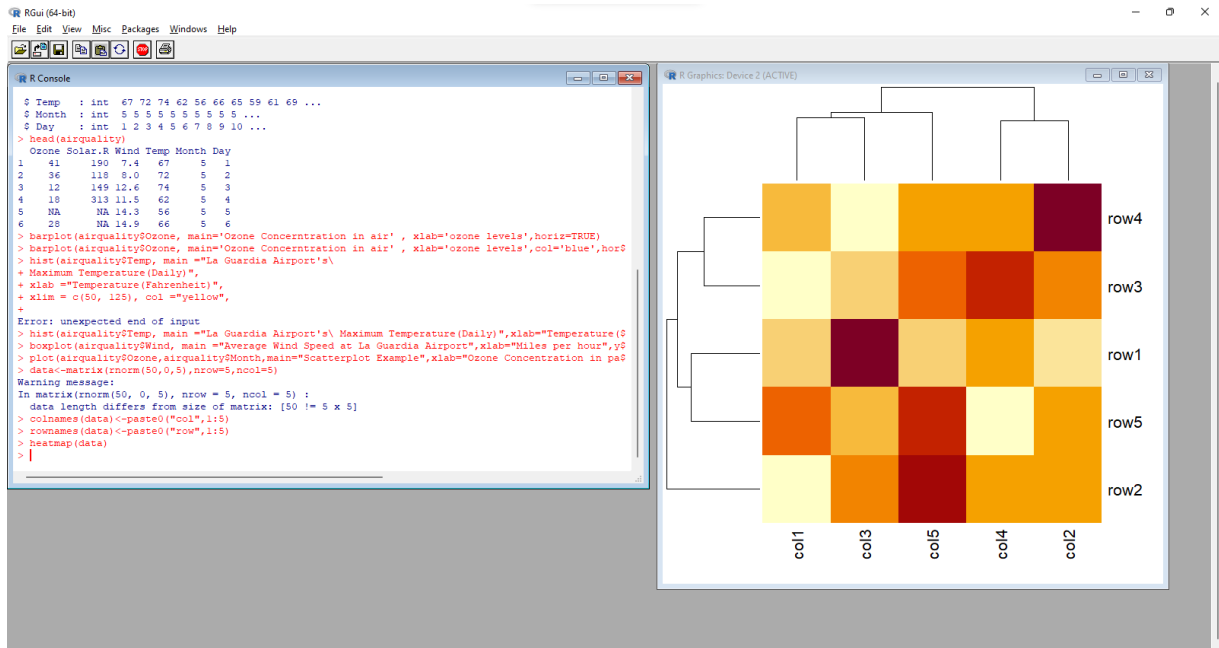 RGui (64-bit)
File Edit View Misc Packages Windows Help
STOP
R Console
$ Temp   : int  67 72 74 62 56 66 65 59 61 69 ...
$ Month  : int  5 5 5 5 5 5 5 5 5 5 ...
$ Day    : int  1 2 3 4 5 6 7 8 9 10 ...
> head(airquality)
  Ozone Solar.R Wind Temp Month Day
1    41     190  7.4   67     5   1
2    36     118  8.0   72     5   2
3    12     149 12.6   74     5   3
4    18     313 11.5   62     5   4
5    NA      NA 14.3   56     5   5
6    28      NA 14.9   66     5   6
> barplot(airquality$Ozone, main='Ozone Concerntration in air' , xlab='ozone levels',horiz=TRUE)
> barplot(airquality$Ozone, main='Ozone Concerntration in air' , xlab='ozone levels',col='blue',hor$
> hist(airquality$Temp, main ="La Guardia Airport's\
+ Maximum Temperature(Daily)",
+ xlab ="Temperature(Fahrenheit)",
+ xlim = c(50, 125), col ="yellow",
+
Error: unexpected end of input
> hist(airquality$Temp, main ="La Guardia Airport's\ Maximum Temperature(Daily)",xlab="Temperature($
> boxplot(airquality$Wind, main ="Average Wind Speed at La Guardia Airport",xlab="Miles per hour",y$
> plot(airquality$Ozone,airquality$Month,main="Scatterplot Example",xlab="Ozone Concentration in pa$
> data<-matrix(rnorm(50,0,5),nrow=5,ncol=5)
Warning message:
In matrix(rnorm(50, 0, 5), nrow = 5, ncol = 5) :
  data length differs from size of matrix: [50 != 5 x 5]
> colnames(data)<-paste0("col",1:5)
> rownames(data)<-paste0("row",1:5)
> heatmap(data)
>
R Graphics: Device 2 (ACTIVE)
row4
row3
row1
row5
row2
col1 col3 col5 col4 col2